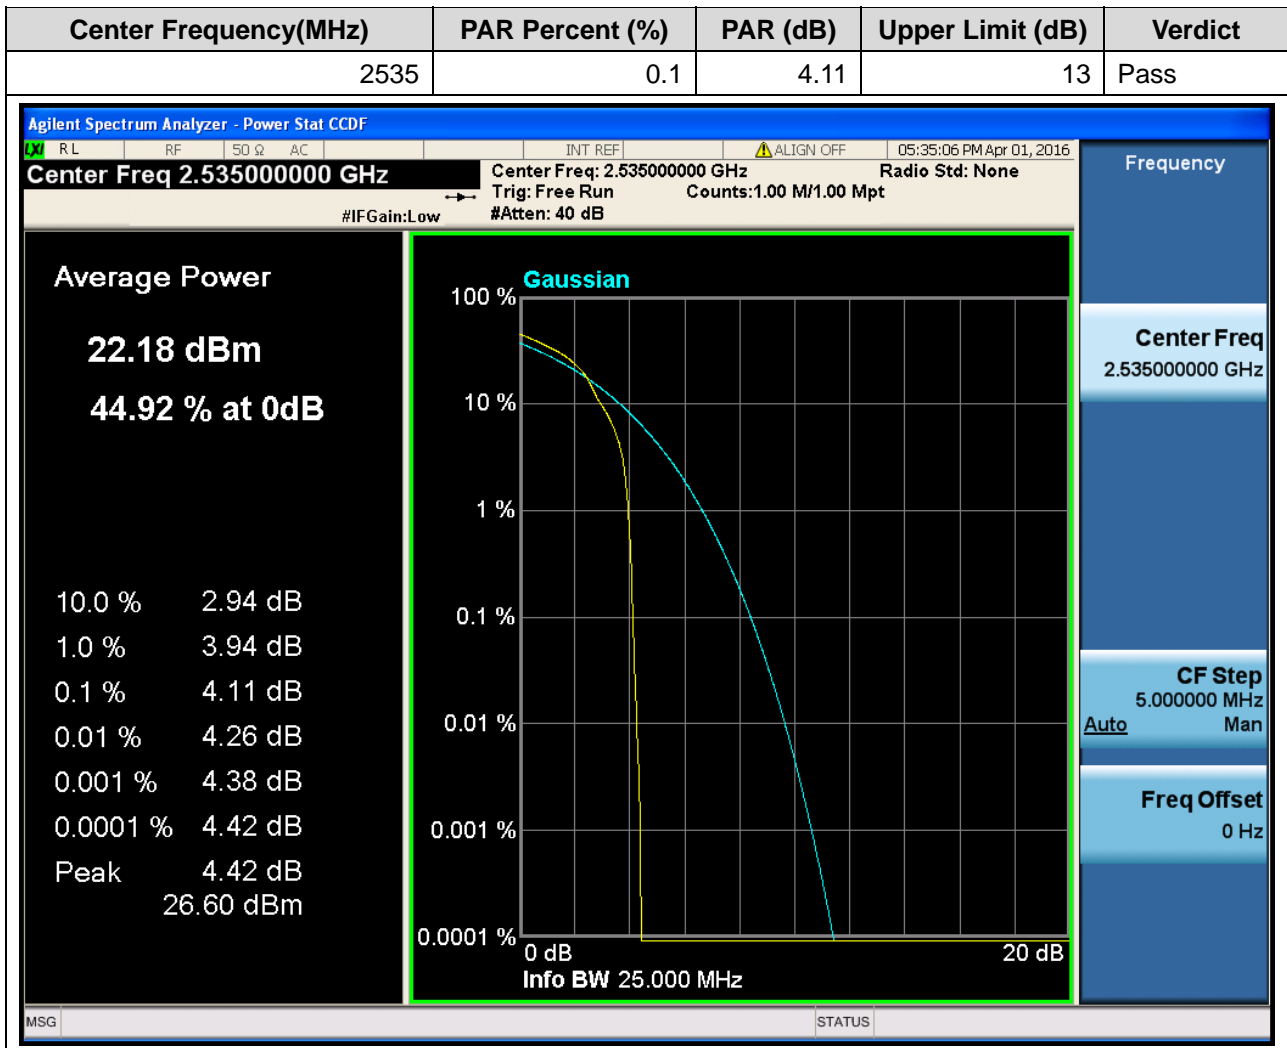 Center Frequency(MHz) PAR Percent (%) PAR (dB) Upper Limit (dB) Verdict
2535 0.1 4.11 13 Pass
Agilent Spectrum Analyzer - Power Stat CCDF
LXI RL RF 50 Ω AC INT REF ALIGN OFF 05:35:06 PM Apr 01, 2016
Center Freq 2.535000000 GHz
Center Freq: 2.535000000 GHz Radio Std: None
Trig: Free Run Counts:1.00 M/1.00 Mpt
#IFGain:Low #Atten: 40 dB
Average Power
22.18 dBm
44.92 % at 0dB
10.0 % 2.94 dB
1.0 % 3.94 dB
0.1 % 4.11 dB
0.01 % 4.26 dB
0.001 % 4.38 dB
0.0001 % 4.42 dB
Peak 4.42 dB
26.60 dBm
Gaussian
100 %
10 %
1 %
0.1 %
0.01 %
0.001 %
0.0001 %
0 dB 20 dB
Info BW 25.000 MHz
Frequency
Center Freq
2.535000000 GHz
CF Step
5.000000 MHz
Auto Man
Freq Offset
0 Hz
MSG STATUS